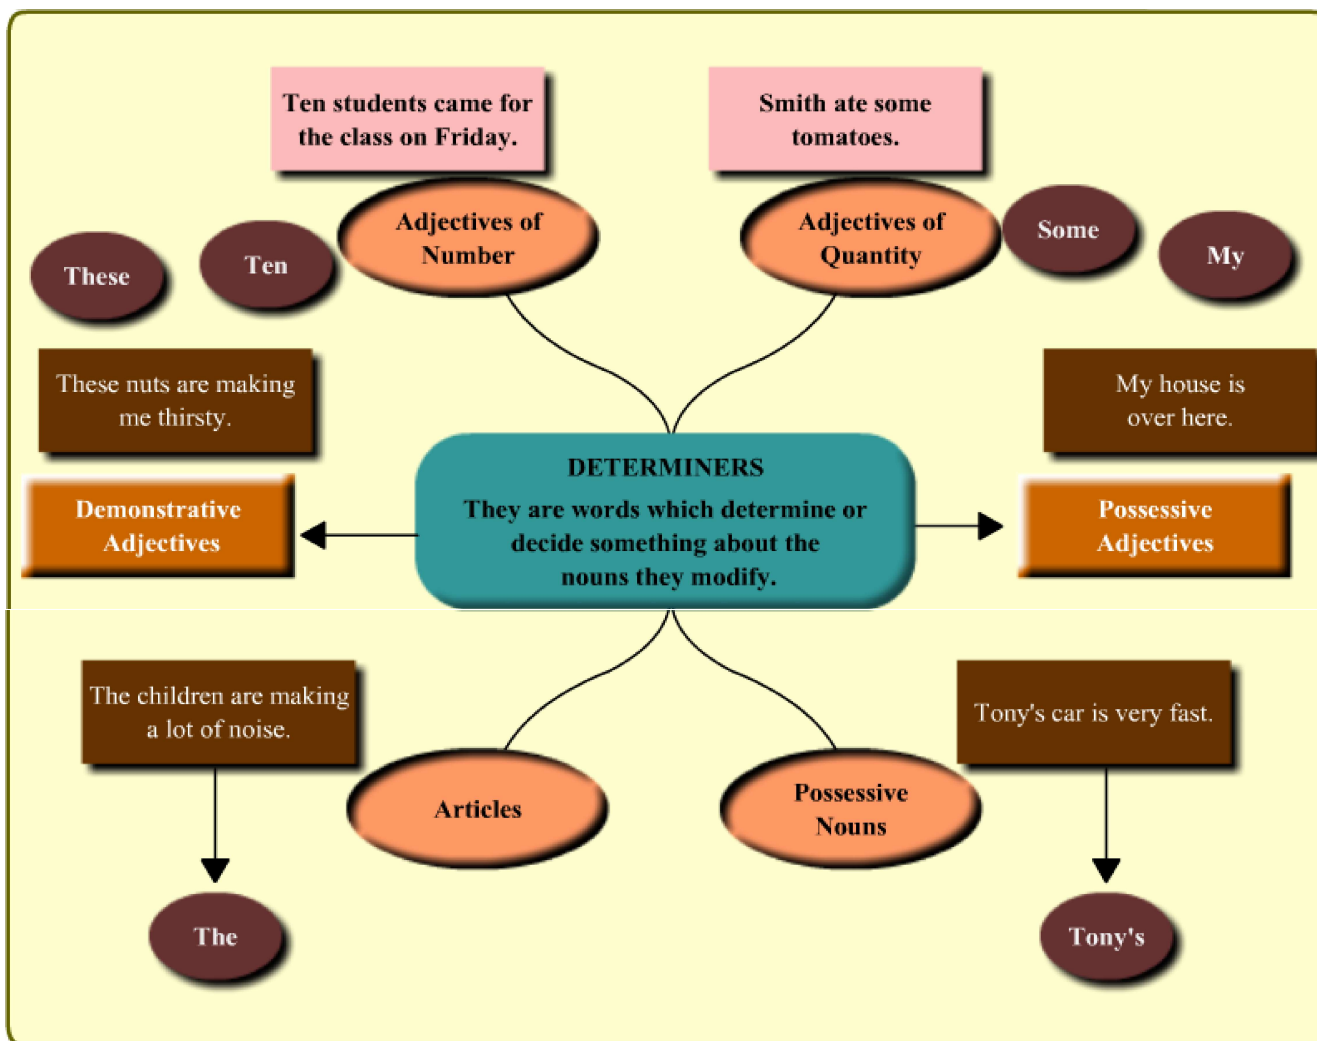 Ten students came for
the class on Friday.
Smith ate some
tomatoes.
Adjectives of
Number
Adjectives of
Quantity
These
Ten
Some
My
These nuts are making
me thirsty.
My house is
over here.
DETERMINERS
They are words which determine or
decide something about the
nouns they modify.
Demonstrative
Adjectives
Possessive
Adjectives
The children are making
a lot of noise.
Tony's car is very fast.
Articles
Possessive
Nouns
The
Tony's